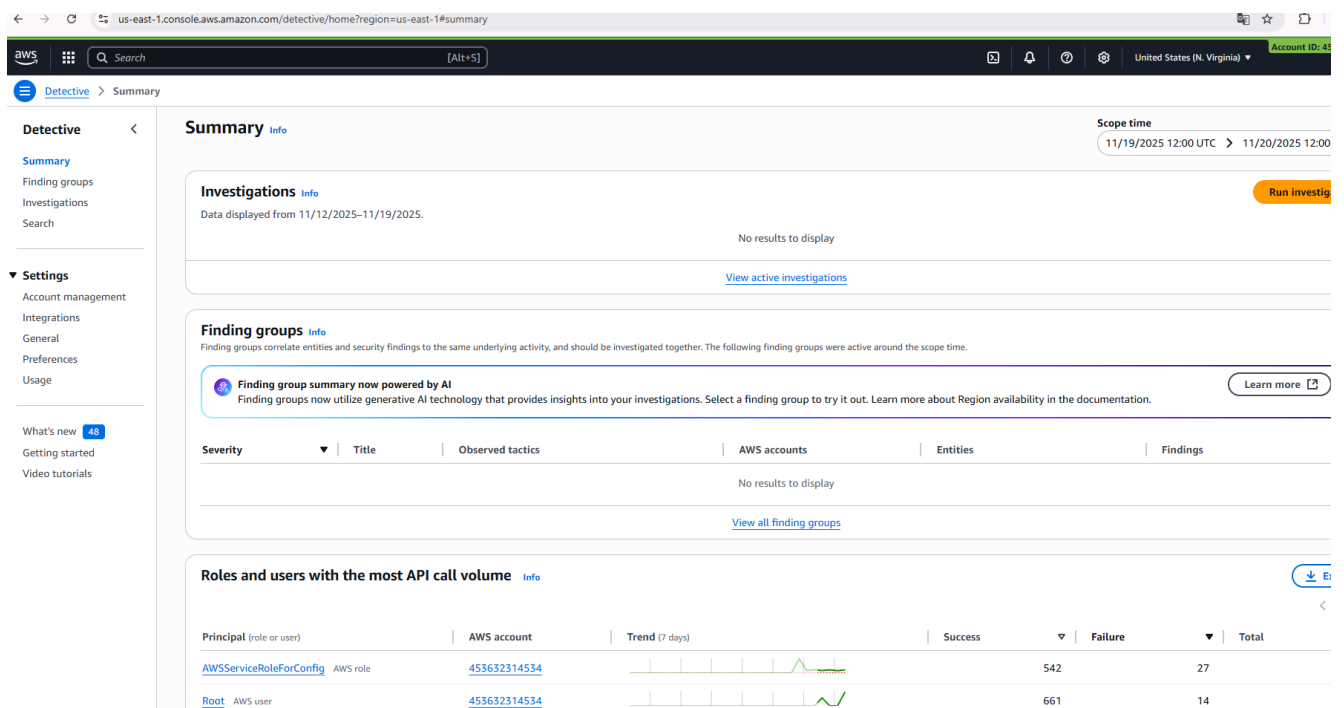 us-east-1.console.aws.amazon.com/detective/home?region=us-east-1#summary
aws
Search
[Alt+S]
United States (N. Virginia)
Account ID: 45
Detective > Summary
Detective
Summary
Finding groups
Investigations
Search
Settings
Account management
Integrations
General
Preferences
Usage
What's new 48
Getting started
Video tutorials
Summary Info
Scope time
11/19/2025 12:00 UTC > 11/20/2025 12:00
Investigations Info
Run investig
Data displayed from 11/12/2025–11/19/2025.
No results to display
View active investigations
Finding groups Info
Finding groups correlate entities and security findings to the same underlying activity, and should be investigated together. The following finding groups were active around the scope time.
Finding group summary now powered by AI
Finding groups now utilize generative AI technology that provides insights into your investigations. Select a finding group to try it out. Learn more about Region availability in the documentation.
Learn more
Severity Title Observed tactics AWS accounts Entities Findings
No results to display
View all finding groups
Roles and users with the most API call volume Info
Ex
Principal (role or user) AWS account Trend (7 days) Success Failure Total
AWSServiceRoleForConfig AWS role 453632314534 542 27
Root AWS user 453632314534 661 14